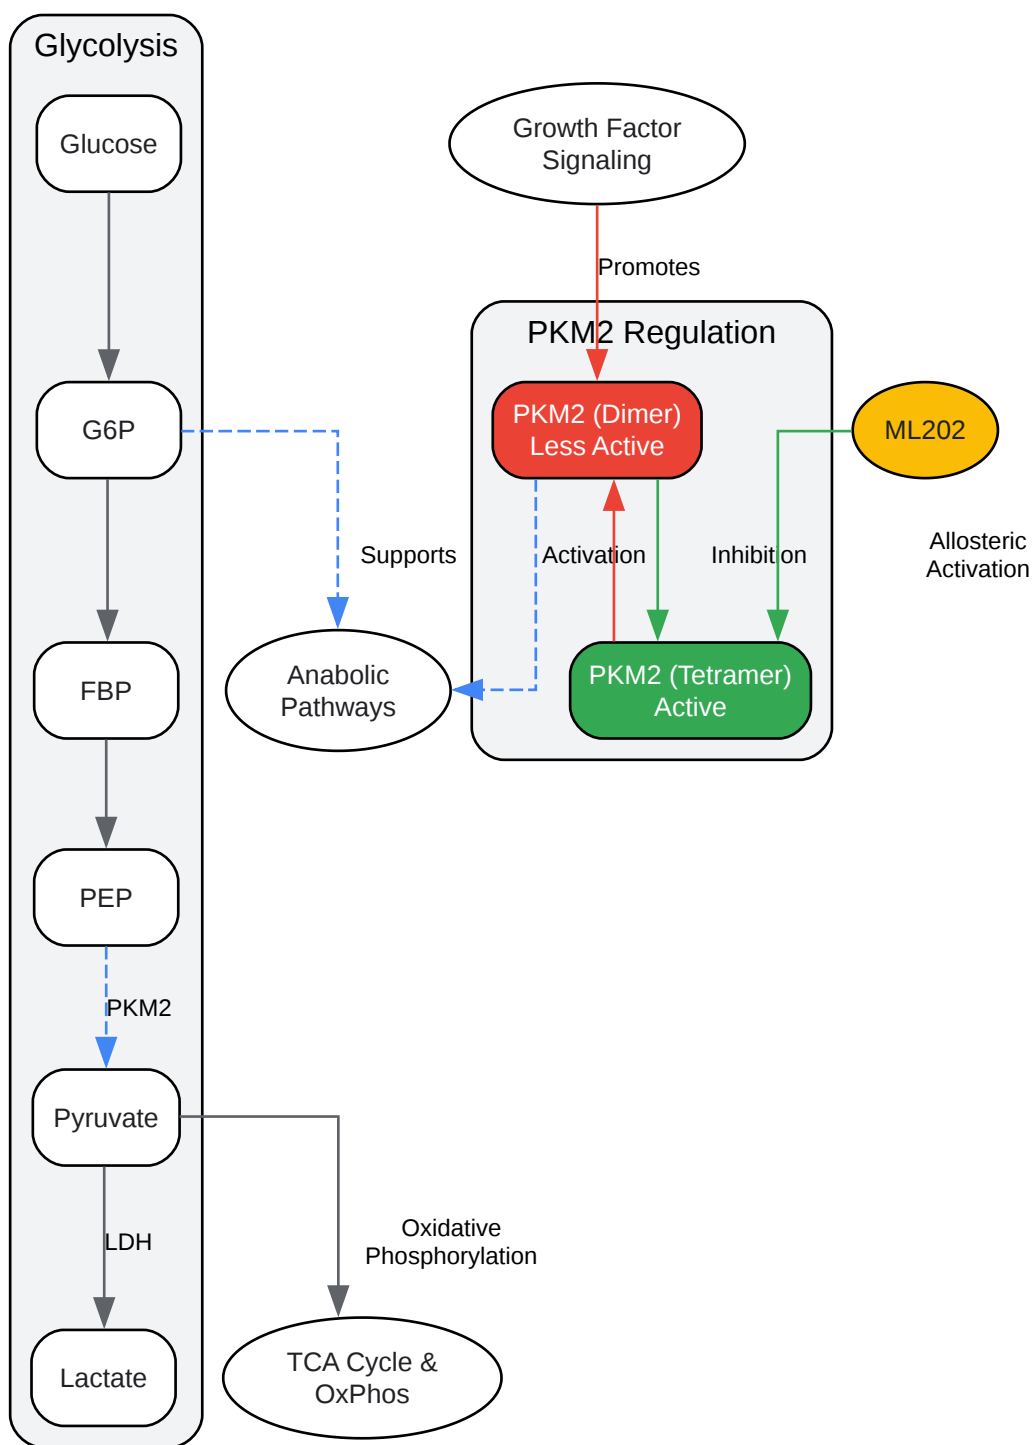 Glycolysis
Glucose
Growth Factor
Signaling
Promotes
PKM2 Regulation
G6P
PKM2 (Dimer)
Less Active
ML202
Supports
Activation
Inhibition
Allosteric
Activation
FBP
Anabolic
Pathways
PKM2 (Tetramer)
Active
PEP
PKM2
Pyruvate
LDH
Oxidative
Phosphorylation
Lactate
TCA Cycle &
OxPhos